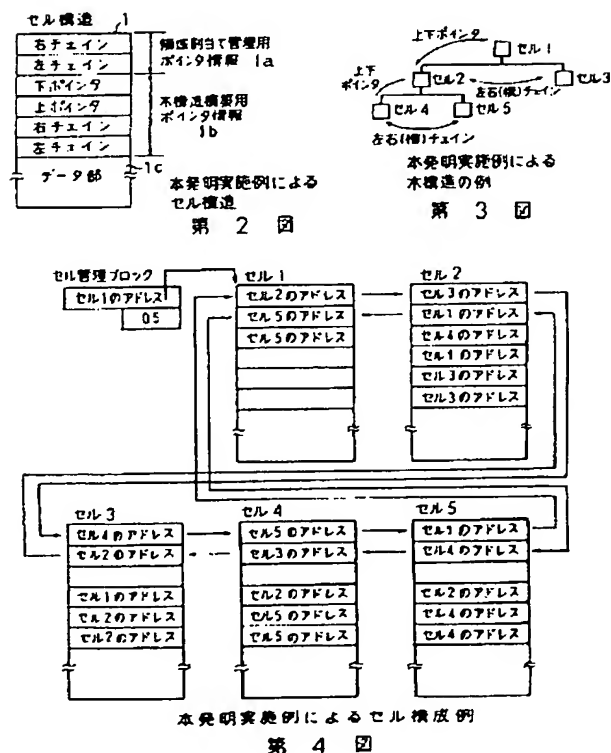 セル構造 1
右チェイン
左チェイン
下ポインタ
上ポインタ
右チェイン
左チェイン
データ部
ポインタ情報 1a
木構造構築用
ポインタ情報
1b
1c
本発明実施例による
セル構造
第 2 図
上下ポインタ
セル1
上下
ポインタ
セル2
左右(横)チェイン
セル3
セル4
セル5
左右(横)チェイン
本発明実施例による
木構造の例
第 3 図
セル管理ブロック
セル1のアドレス
05
セル1
セル2のアドレス
セル5のアドレス
セル5のアドレス
セル2
セル3のアドレス
セル1のアドレス
セル4のアドレス
セル1のアドレス
セル3のアドレス
セル3のアドレス
セル3
セル4のアドレス
セル2のアドレス
セル1のアドレス
セル2のアドレス
セル2のアドレス
セル4
セル5のアドレス
セル3のアドレス
セル2のアドレス
セル5のアドレス
セル5のアドレス
セル5
セル1のアドレス
セル4のアドレス
セル2のアドレス
セル4のアドレス
セル4のアドレス
本発明実施例によるセル構成例
第 4 図